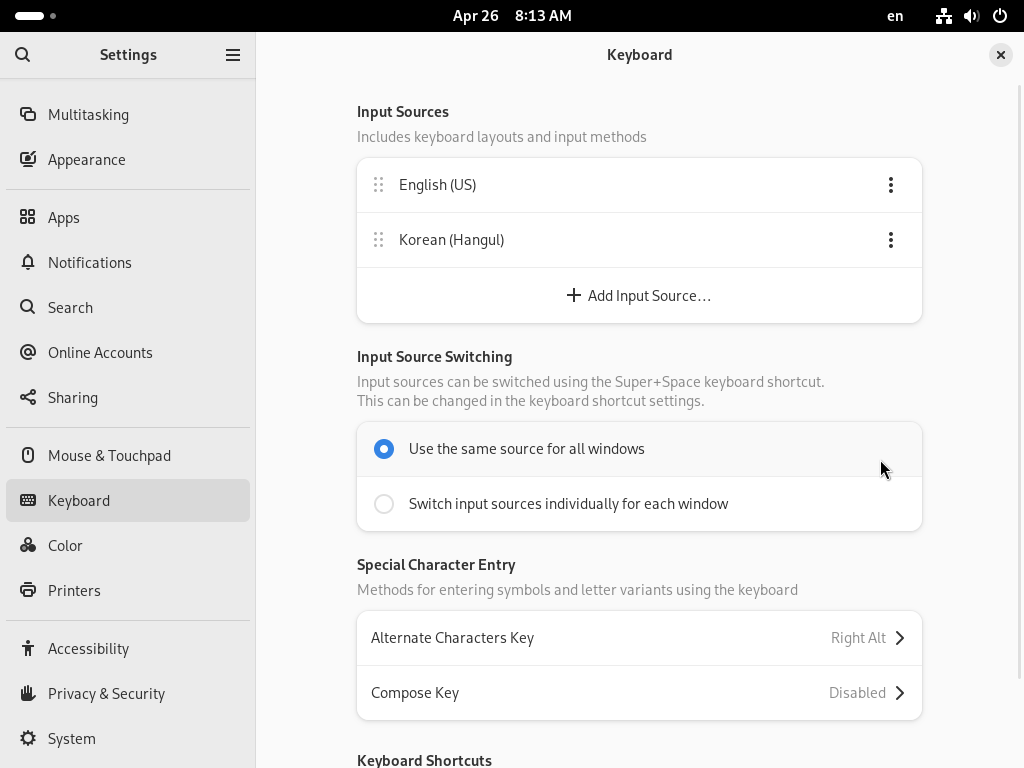 Apr 26 8:13 AM en
Settings
Keyboard
Multitasking
Appearance
Apps
Notifications
Search
Online Accounts
Sharing
Mouse & Touchpad
Keyboard
Color
Printers
Accessibility
Privacy & Security
System
Input Sources
Includes keyboard layouts and input methods
English (US)
Korean (Hangul)
Add Input Source…
Input Source Switching
Input sources can be switched using the Super+Space keyboard shortcut.
This can be changed in the keyboard shortcut settings.
Use the same source for all windows
Switch input sources individually for each window
Special Character Entry
Methods for entering symbols and letter variants using the keyboard
Alternate Characters Key Right Alt
Compose Key Disabled
Keyboard Shortcuts